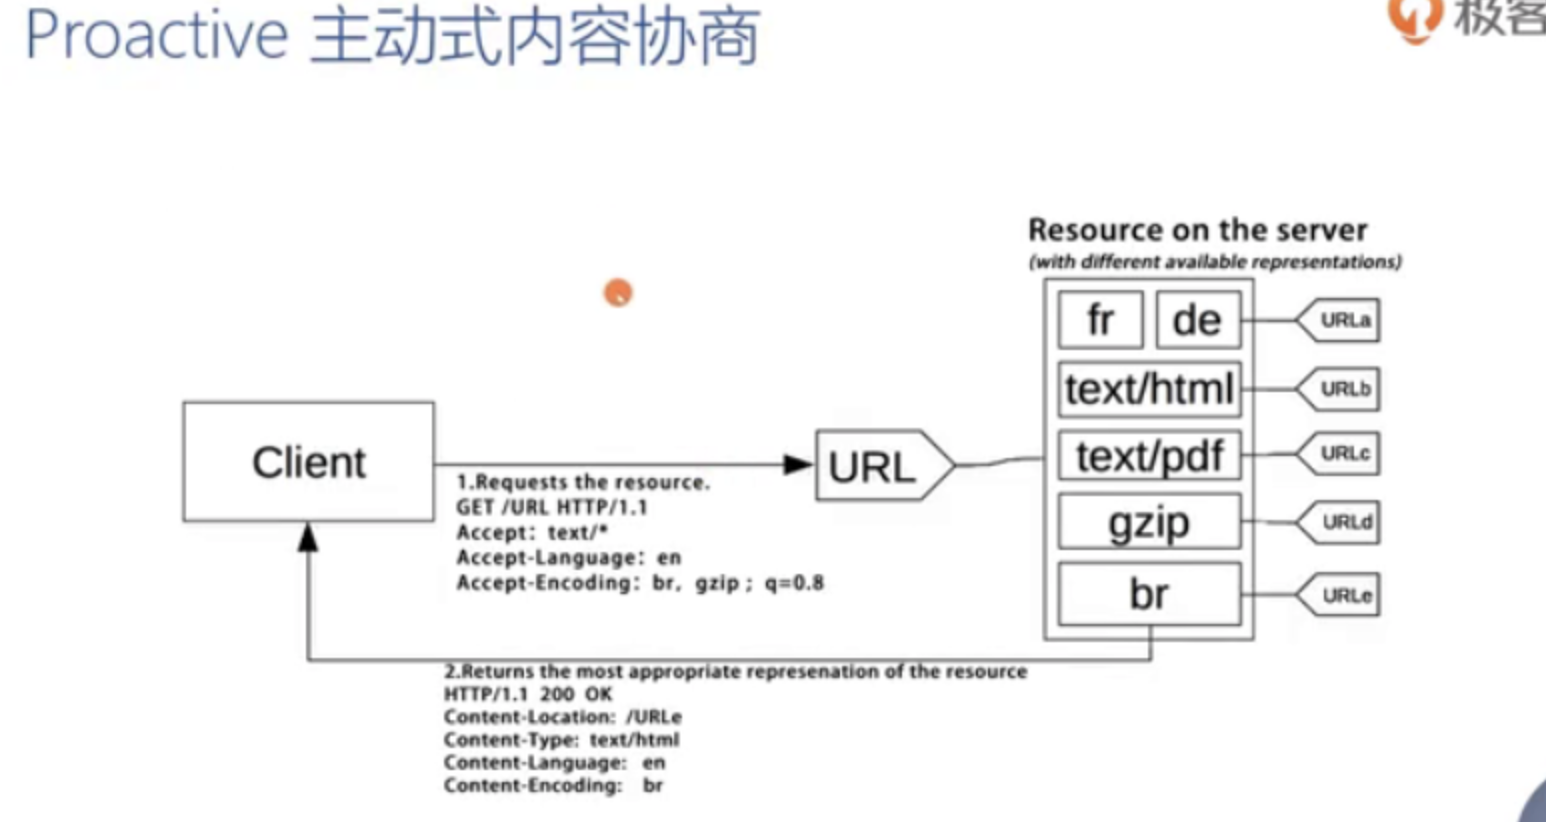 Proactive 主动式内容协商
极客
Resource on the server
(with different available representations)
fr de URLa
text/html URLb
Client
URL
text/pdf URLc
1.Requests the resource.
GET /URL HTTP/1.1
Accept: text/*
Accept-Language: en
Accept-Encoding: br, gzip ; q=0.8
gzip URLd
br URLe
2.Returns the most appropriate represenation of the resource
HTTP/1.1 200 OK
Content-Location: /URLe
Content-Type: text/html
Content-Language: en
Content-Encoding: br